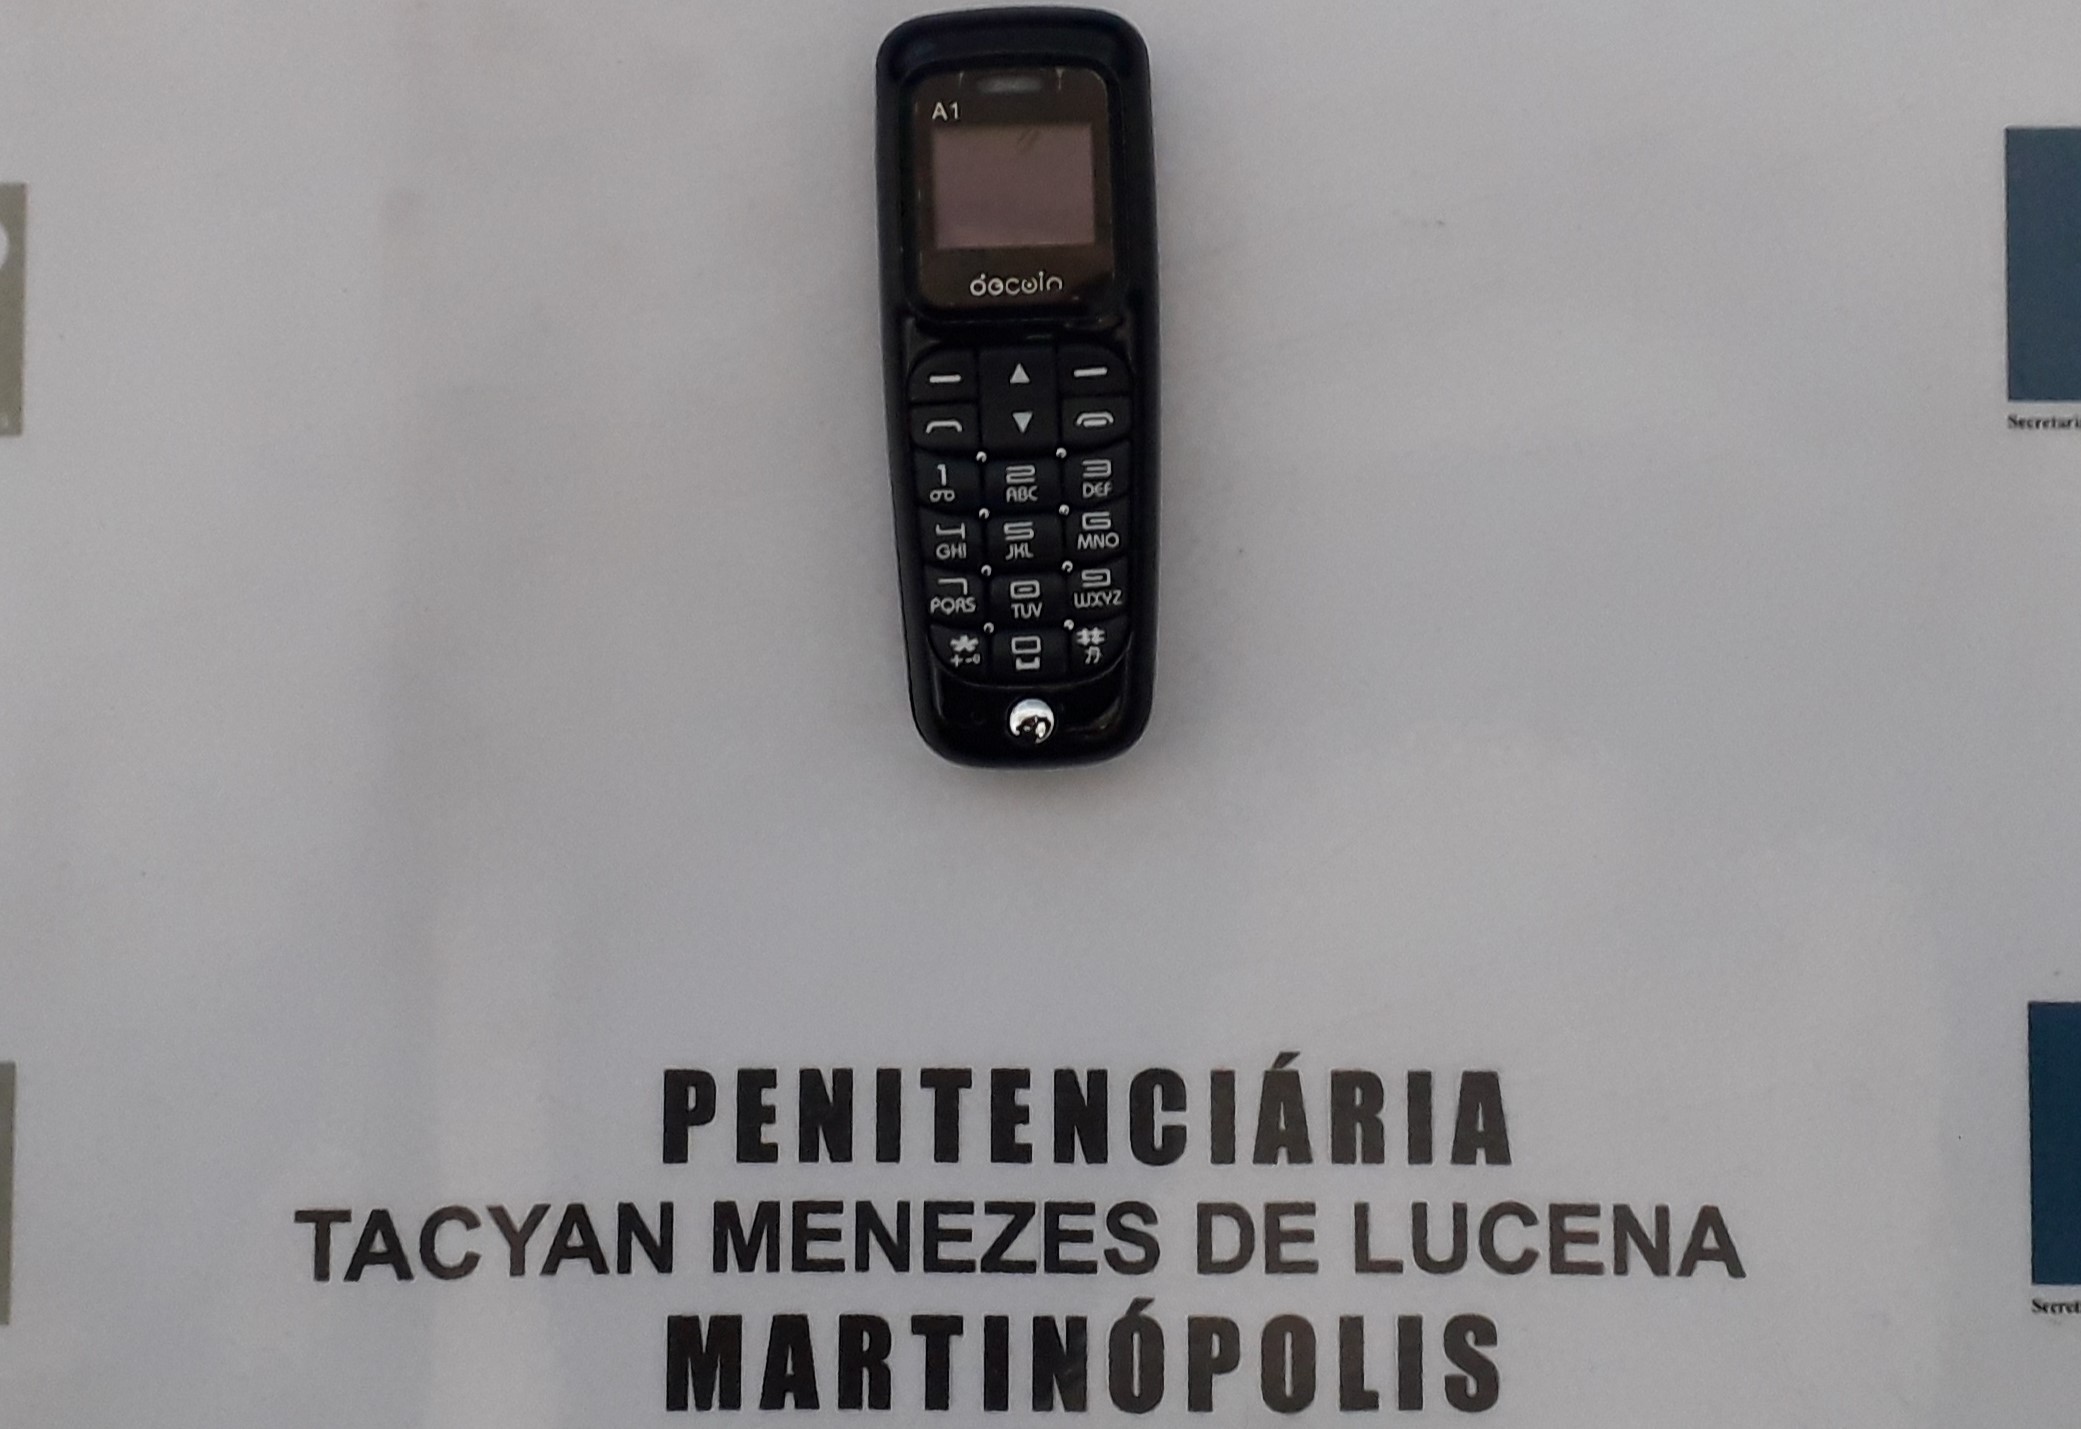 A1
docoin
1
2
ABC
3
DEF
4
GHI
5
JKL
6
MNO
7
PQRS
8
TUV
9
WXYZ
*
0
#
Secretari
PENITENCIÁRIA
TACYAN MENEZES DE LUCENA
Secret
MARTINÓPOLIS